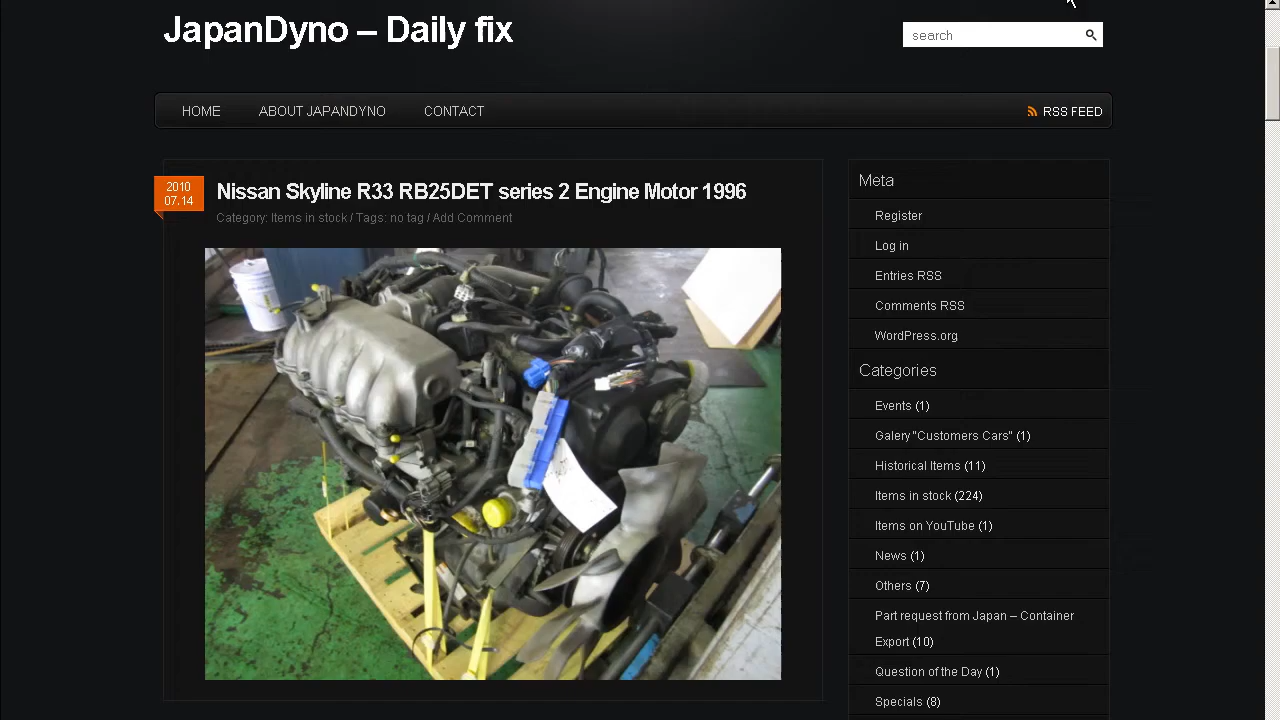 JapanDyno – Daily fix
search
HOME
ABOUT JAPANDYNO
CONTACT
RSS FEED
2010
07.14
Nissan Skyline R33 RB25DET series 2 Engine Motor 1996
Category: Items in stock / Tags: no tag / Add Comment
Meta
Register
Log in
Entries RSS
Comments RSS
WordPress.org
Categories
Events (1)
Galery "Customers Cars" (1)
Historical Items (11)
Items in stock (224)
Items on YouTube (1)
News (1)
Others (7)
Part request from Japan – Container
Export (10)
Question of the Day (1)
Specials (8)